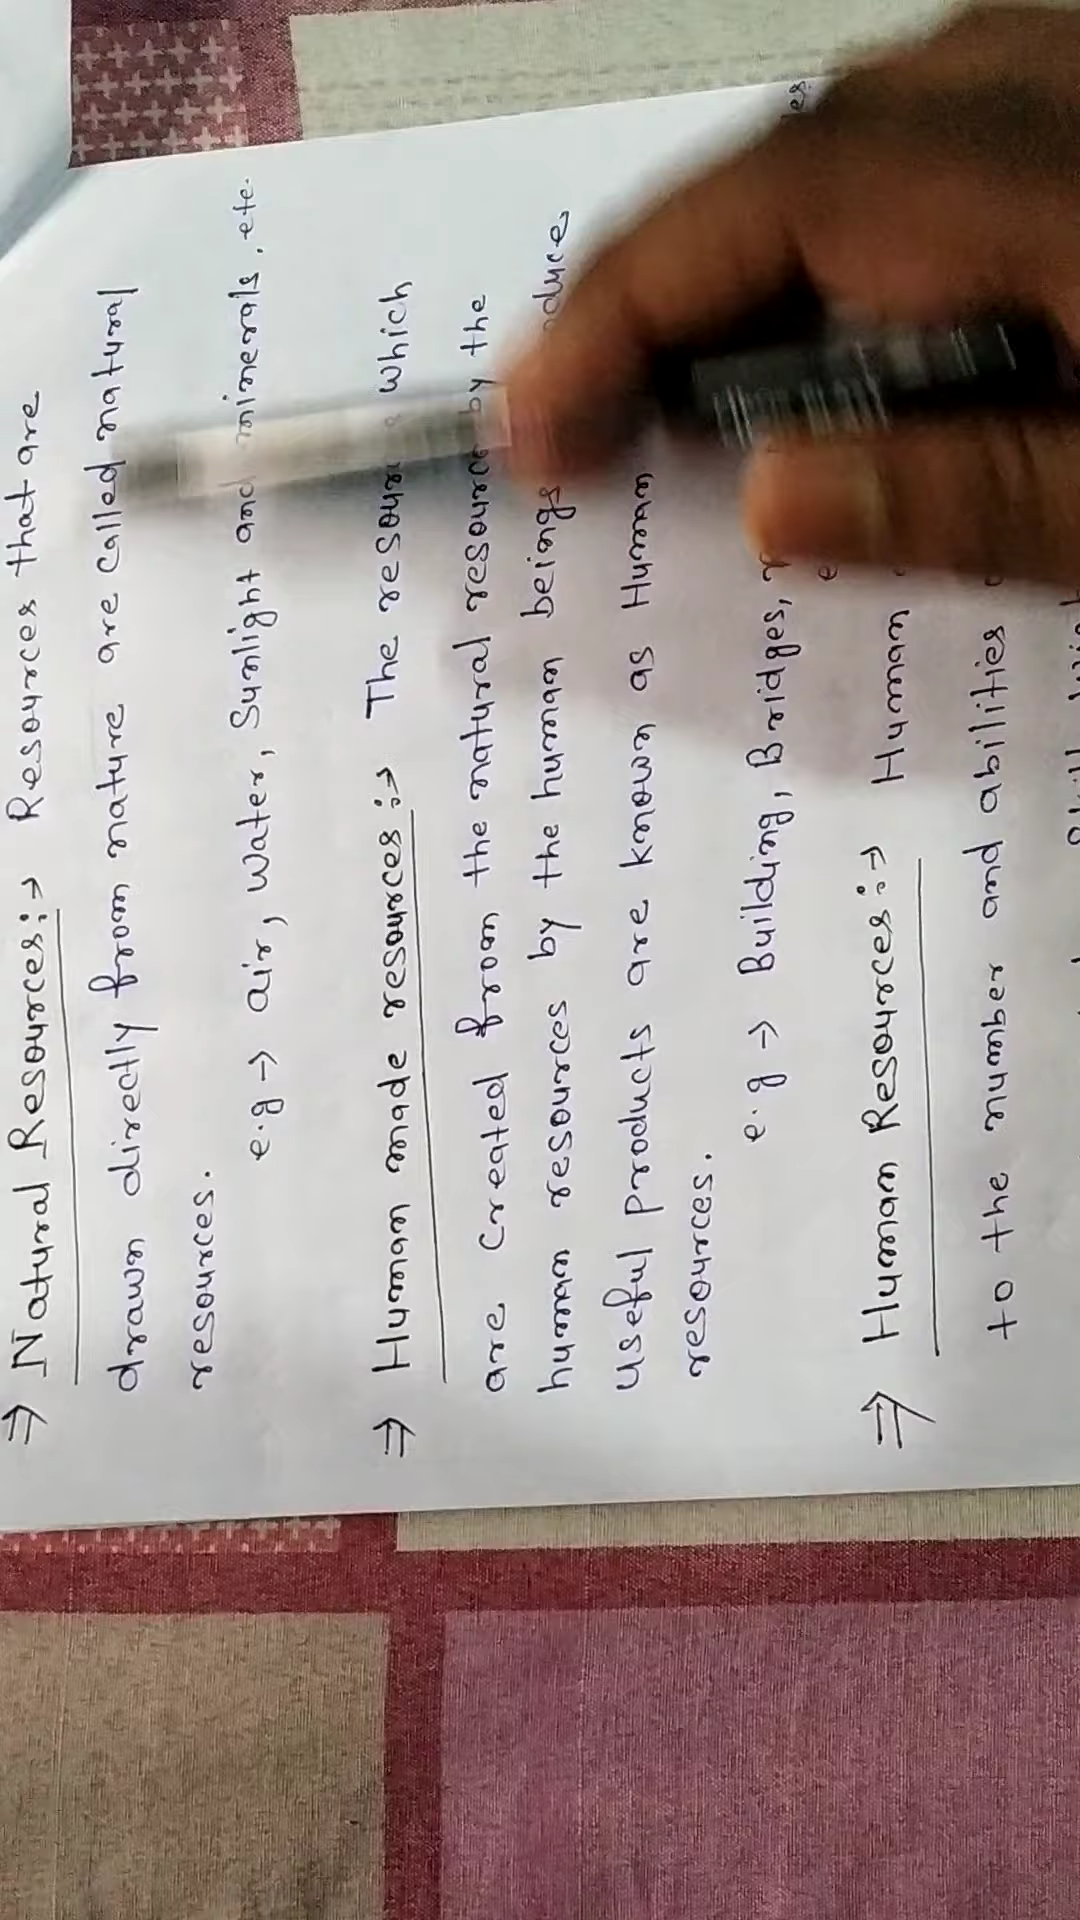 ⇒ Natural Resources:→ Resources that are
drawn directly from nature are called natural
resources.
e.g → air, Water, Sunlight and minerals, etc.
⇒ Human made resources:→ The which
are created from the natural resource by the
human resources by the human beings
useful products are known as Human
resources.
e.g → Building, Bridges,
⇒ Human Resources:→ Human
to the number and abilities